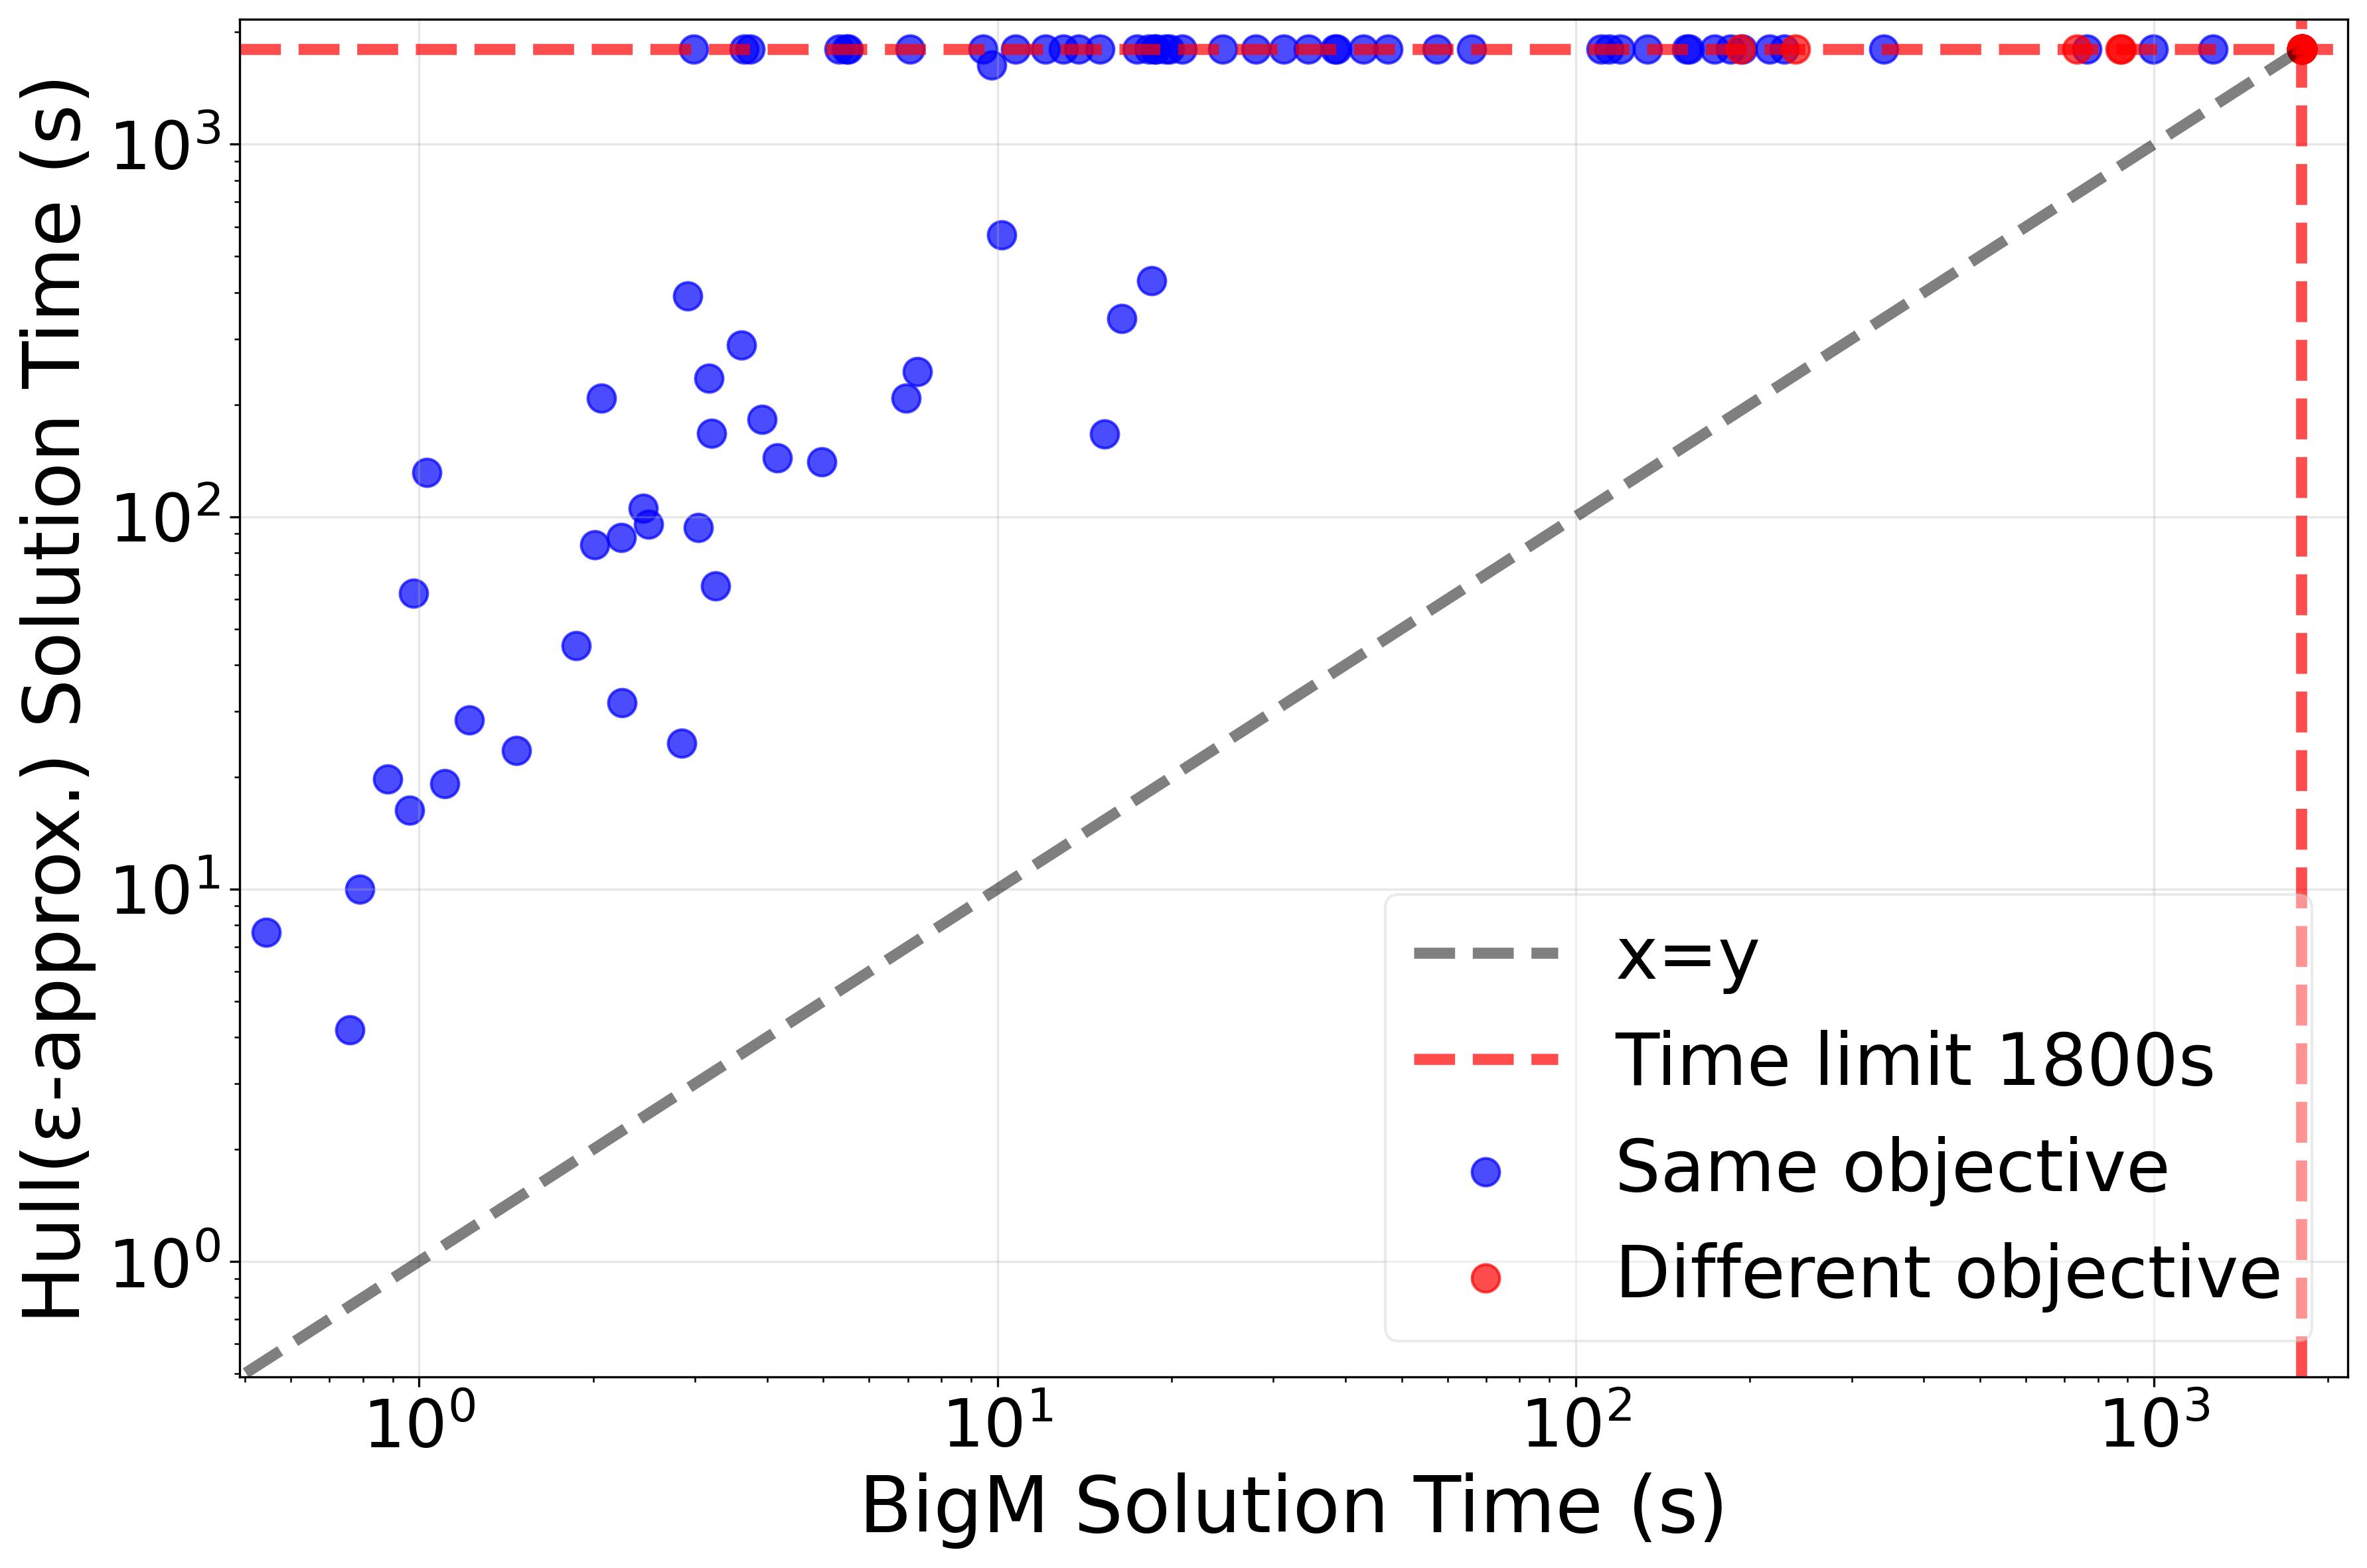 Hull(ε-approx.) Solution Time (s)
10³
10²
10¹
10⁰
x=y
Time limit 1800s
Same objective
Different objective
10⁰ 10¹ 10² 10³
BigM Solution Time (s)